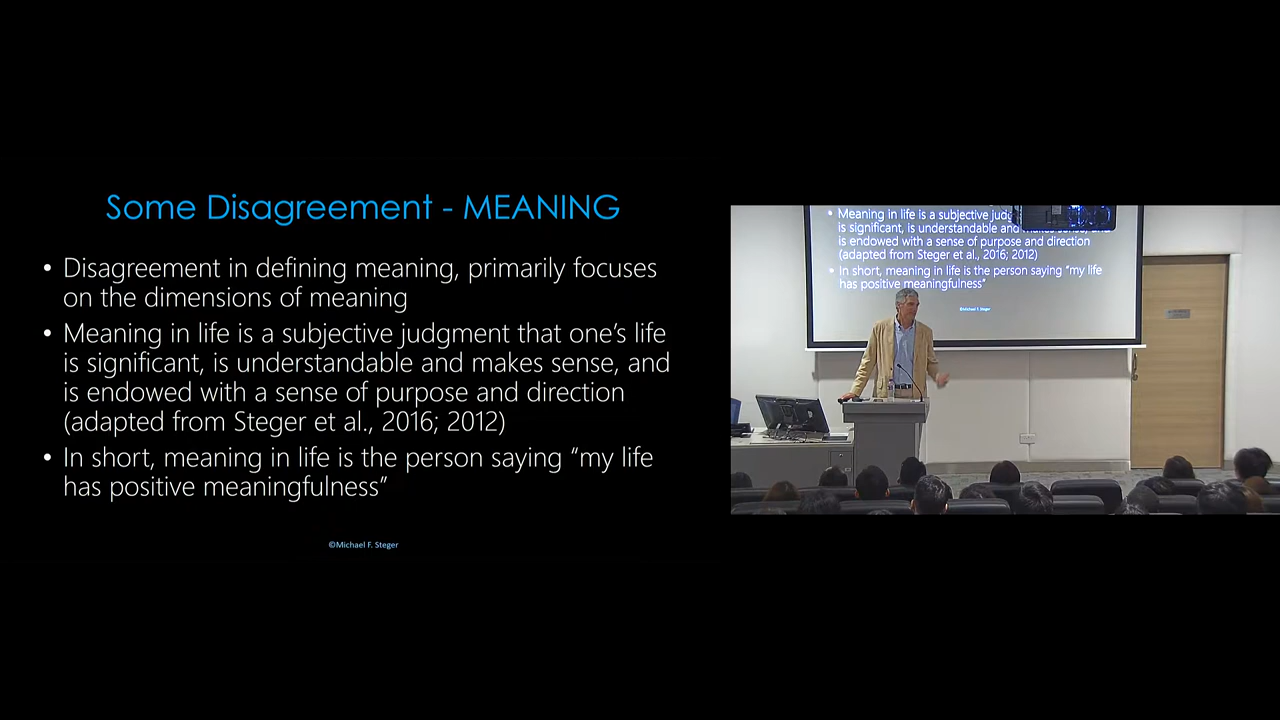 Some Disagreement - MEANING
• Disagreement in defining meaning, primarily focuses
on the dimensions of meaning
• Meaning in life is a subjective judgment that one's life
is significant, is understandable and makes sense, and
is endowed with a sense of purpose and direction
(adapted from Steger et al., 2016; 2012)
• In short, meaning in life is the person saying “my life
has positive meaningfulness”
©Michael F. Steger
• Meaning in life is a subjective
is significant, is understandable and makes sense, and
is endowed with a sense of purpose and direction
(adapted from Steger et al., 2016; 2012)
• In short, meaning in life is the person saying “my life
has positive meaningfulness”
©Michael F. Steger